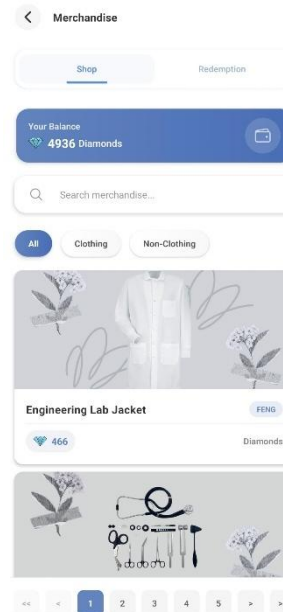 Merchandise
Shop
Redemption
Your Balance
4936 Diamonds
Search merchandise...
All
Clothing
Non-Clothing
Engineering Lab Jacket
FENG
466
Diamonds
<< < 1 2 3 4 5 > >